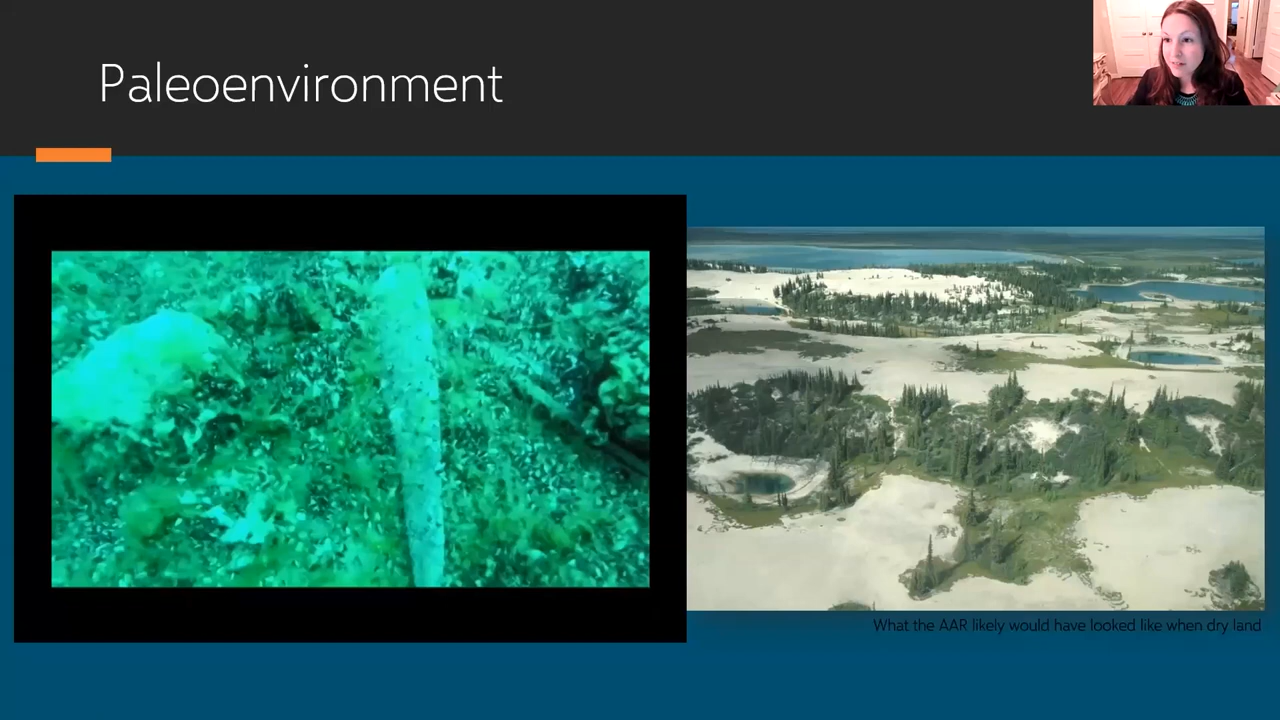 Paleoenvironment
What the AAR likely would have looked like when dry land